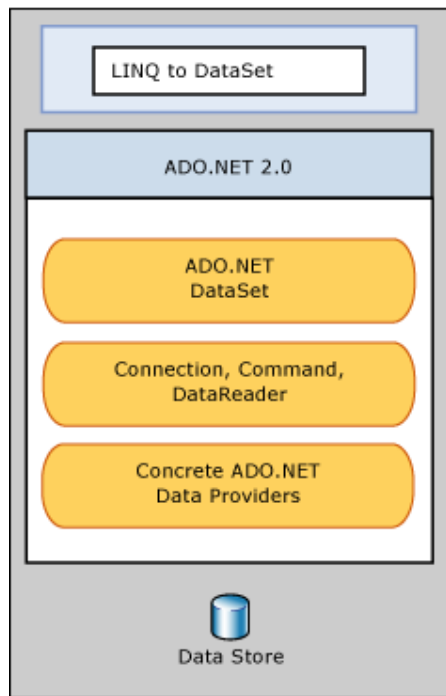 LINQ to DataSet
ADO.NET 2.0
ADO.NET
DataSet
Connection, Command,
DataReader
Concrete ADO.NET
Data Providers
Data Store